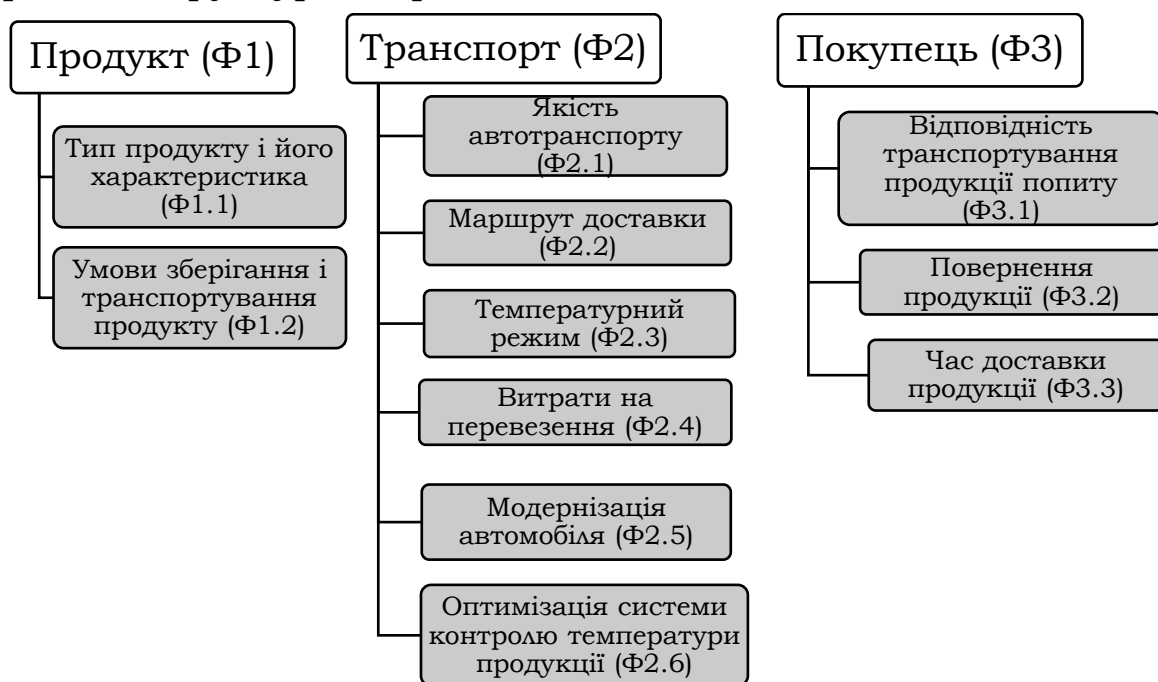 Продукт (Ф1)
Тип продукту і його
характеристика
(Ф1.1)
Умови зберігання і
транспортування
продукту (Ф1.2)
Транспорт (Ф2)
Якість
автотранспорту
(Ф2.1)
Маршрут доставки
(Ф2.2)
Температурний
режим (Ф2.3)
Витрати на
перевезення (Ф2.4)
Модернізація
автомобіля (Ф2.5)
Оптимізація системи
контролю температури
продукції (Ф2.6)
Покупець (Ф3)
Відповідність
транспортування
продукції попиту
(Ф3.1)
Повернення
продукції (Ф3.2)
Час доставки
продукції (Ф3.3)